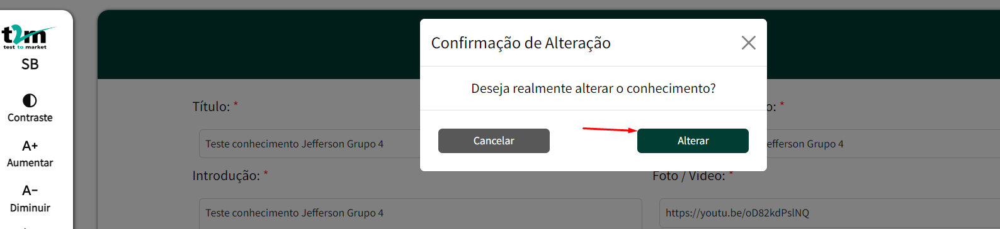 t2m
test to market
SB
Contraste
A+
Aumentar
A-
Diminuir
Confirmação de Alteração
Deseja realmente alterar o conhecimento?
Cancelar
Alterar
Título: *
Teste conhecimento Jefferson Grupo 4
o: *
efferson Grupo 4
Introdução: *
Teste conhecimento Jefferson Grupo 4
Foto / Vídeo: *
https://youtu.be/oD82kdPslNQ